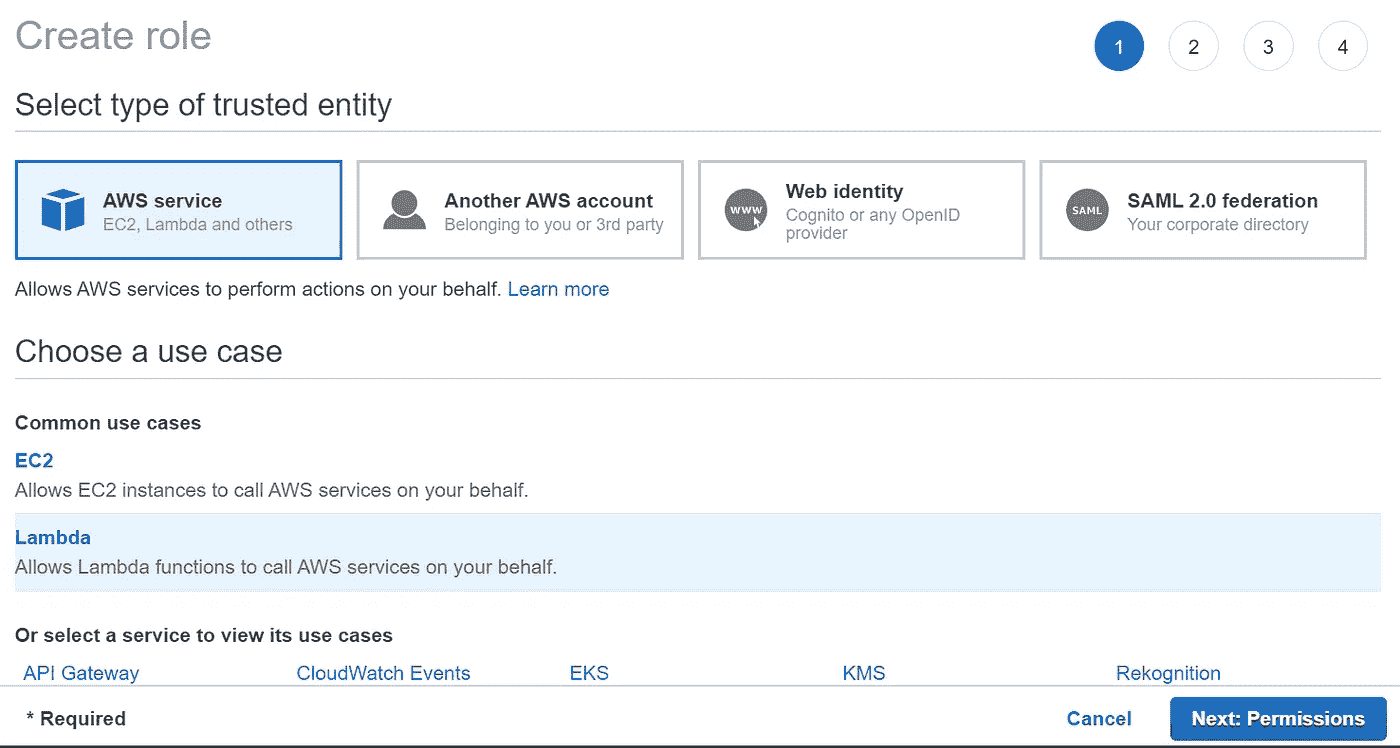 Create role
1 2 3 4
Select type of trusted entity
AWS service
EC2, Lambda and others
Another AWS account
Belonging to you or 3rd party
WWW
Web identity
Cognito or any OpenID
provider
SAML
SAML 2.0 federation
Your corporate directory
Allows AWS services to perform actions on your behalf. Learn more
Choose a use case
Common use cases
EC2
Allows EC2 instances to call AWS services on your behalf.
Lambda
Allows Lambda functions to call AWS services on your behalf.
Or select a service to view its use cases
API Gateway CloudWatch Events EKS KMS Rekognition
* Required Cancel Next: Permissions